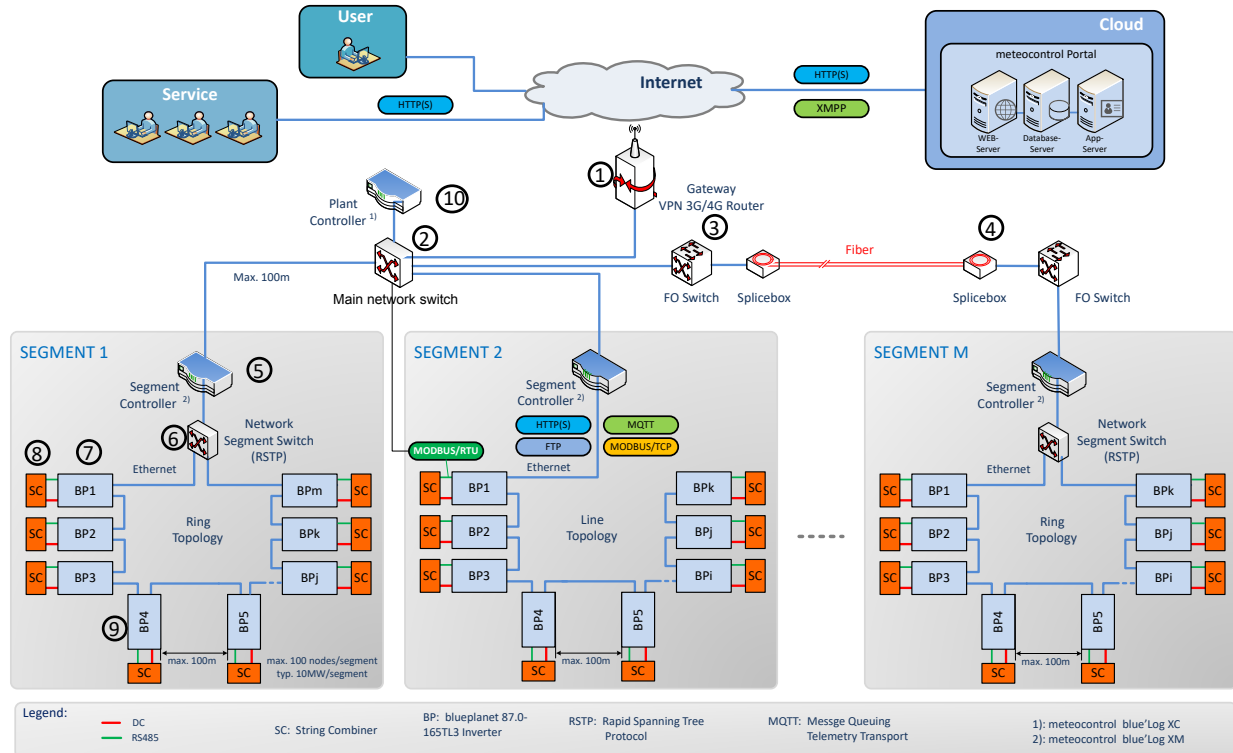 User
Cloud
meteocontrol Portal
WEB-
Server
Database-
Server
App-
Server
Service
HTTP(S)
Internet
HTTP(S)
XMPP
1
Gateway
VPN 3G/4G Router
10
Plant
Controller 1)
2
3
4
Max. 100m
Main network switch
FO Switch
Splicebox
Fiber
Splicebox
FO Switch
SEGMENT 1
5
Segment
Controller 2)
6
Network
Segment Switch
(RSTP)
8
7
Ethernet
SC
BP1
BPm
SC
SC
BP2
Ring
Topology
BPk
SC
SC
BP3
BPj
SC
9
BP4
BP5
max. 100m
max. 100 nodes/segment
typ. 10MW/segment
SC
SC
SEGMENT 2
Segment
Controller 2)
HTTP(S)
MQTT
FTP
MODBUS/TCP
MODBUS/RTU
Ethernet
SC
BP1
BPk
SC
SC
BP2
Line
Topology
BPj
SC
SC
BP3
BPi
SC
BP4
BP5
max. 100m
SC
SC
SEGMENT M
Segment
Controller 2)
Network
Segment Switch
(RSTP)
Ethernet
SC
BP1
BPk
SC
SC
BP2
Ring
Topology
BPj
SC
SC
BP3
BPi
SC
BP4
BP5
max. 100m
SC
SC
Legend:
DC
RS485
SC: String Combiner
BP: blueplanet 87.0-
165TL3 Inverter
RSTP: Rapid Spanning Tree
Protocol
MQTT: Messge Queuing
Telemetry Transport
1): meteocontrol blue'Log XC
2): meteocontrol blue'Log XM